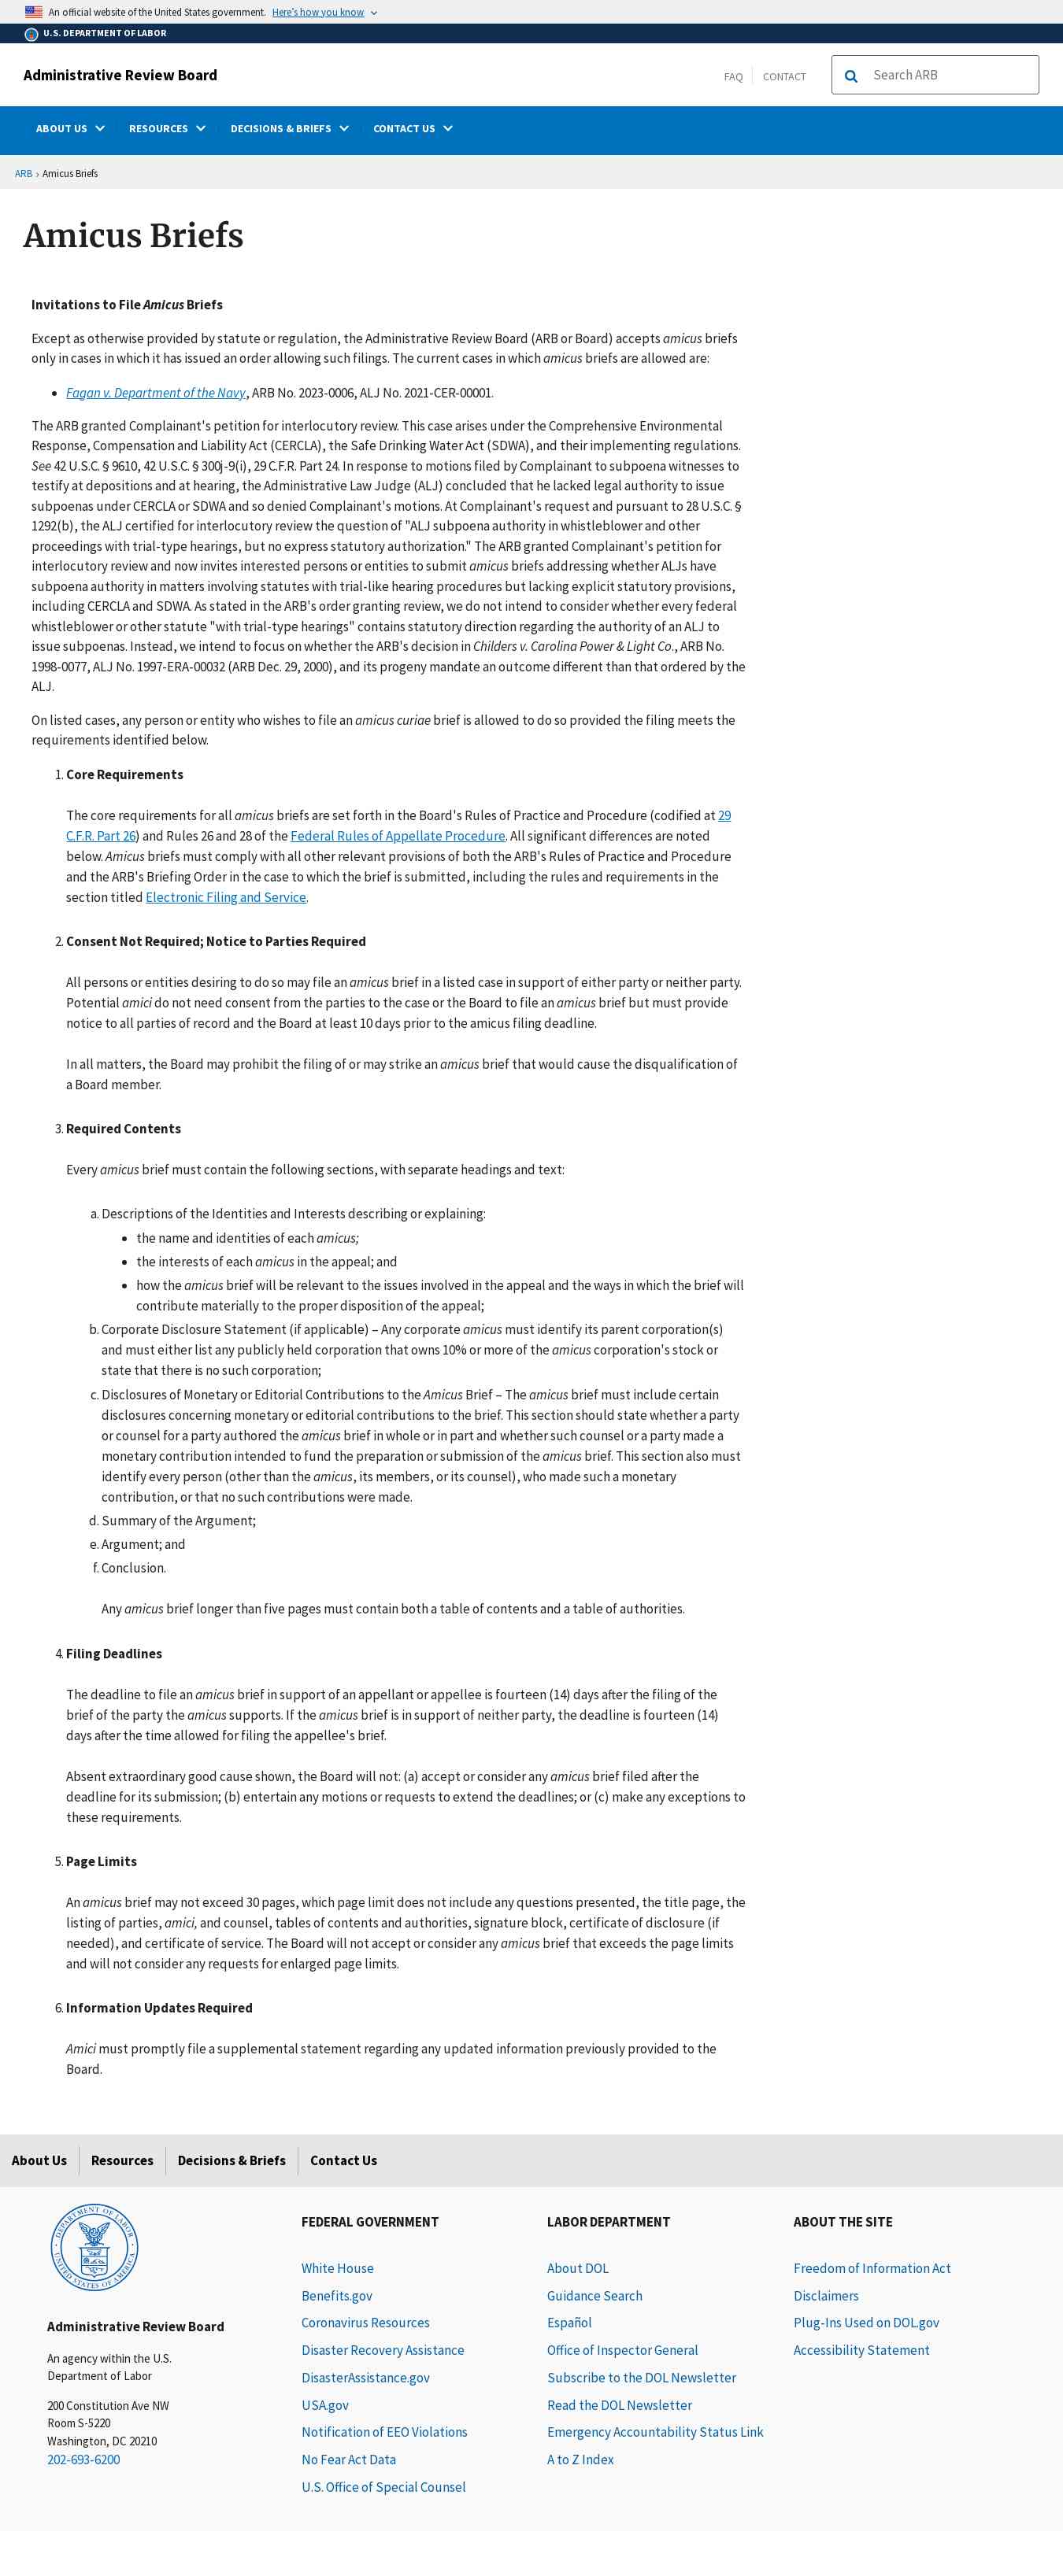 An official website of the United States government. Here's how you know
U.S. DEPARTMENT OF LABOR
Administrative Review Board
FAQ CONTACT Search ARB
ABOUT US RESOURCES DECISIONS & BRIEFS CONTACT US
ARB › Amicus Briefs
Amicus Briefs
Invitations to File Amicus Briefs
Except as otherwise provided by statute or regulation, the Administrative Review Board (ARB or Board) accepts amicus briefs
only in cases in which it has issued an order allowing such filings. The current cases in which amicus briefs are allowed are:
• Fagan v. Department of the Navy, ARB No. 2023-0006, ALJ No. 2021-CER-00001.
The ARB granted Complainant's petition for interlocutory review. This case arises under the Comprehensive Environmental
Response, Compensation and Liability Act (CERCLA), the Safe Drinking Water Act (SDWA), and their implementing regulations.
See 42 U.S.C. § 9610, 42 U.S.C. § 300j-9(i), 29 C.F.R. Part 24. In response to motions filed by Complainant to subpoena witnesses to
testify at depositions and at hearing, the Administrative Law Judge (ALJ) concluded that he lacked legal authority to issue
subpoenas under CERCLA or SDWA and so denied Complainant's motions. At Complainant's request and pursuant to 28 U.S.C. §
1292(b), the ALJ certified for interlocutory review the question of "ALJ subpoena authority in whistleblower and other
proceedings with trial-type hearings, but no express statutory authorization." The ARB granted Complainant's petition for
interlocutory review and now invites interested persons or entities to submit amicus briefs addressing whether ALJs have
subpoena authority in matters involving statutes with trial-like hearing procedures but lacking explicit statutory provisions,
including CERCLA and SDWA. As stated in the ARB's order granting review, we do not intend to consider whether every federal
whistleblower or other statute "with trial-type hearings" contains statutory direction regarding the authority of an ALJ to
issue subpoenas. Instead, we intend to focus on whether the ARB's decision in Childers v. Carolina Power & Light Co., ARB No.
1998-0077, ALJ No. 1997-ERA-00032 (ARB Dec. 29, 2000), and its progeny mandate an outcome different than that ordered by the
ALJ.
On listed cases, any person or entity who wishes to file an amicus curiae brief is allowed to do so provided the filing meets the
requirements identified below.
1. Core Requirements
The core requirements for all amicus briefs are set forth in the Board's Rules of Practice and Procedure (codified at 29
C.F.R. Part 26) and Rules 26 and 28 of the Federal Rules of Appellate Procedure. All significant differences are noted
below. Amicus briefs must comply with all other relevant provisions of both the ARB's Rules of Practice and Procedure
and the ARB's Briefing Order in the case to which the brief is submitted, including the rules and requirements in the
section titled Electronic Filing and Service.
2. Consent Not Required; Notice to Parties Required
All persons or entities desiring to do so may file an amicus brief in a listed case in support of either party or neither party.
Potential amici do not need consent from the parties to the case or the Board to file an amicus brief but must provide
notice to all parties of record and the Board at least 10 days prior to the amicus filing deadline.
In all matters, the Board may prohibit the filing of or may strike an amicus brief that would cause the disqualification of
a Board member.
3. Required Contents
Every amicus brief must contain the following sections, with separate headings and text:
a. Descriptions of the Identities and Interests describing or explaining:
• the name and identities of each amicus;
• the interests of each amicus in the appeal; and
• how the amicus brief will be relevant to the issues involved in the appeal and the ways in which the brief will
contribute materially to the proper disposition of the appeal;
b. Corporate Disclosure Statement (if applicable) – Any corporate amicus must identify its parent corporation(s)
and must either list any publicly held corporation that owns 10% or more of the amicus corporation's stock or
state that there is no such corporation;
c. Disclosures of Monetary or Editorial Contributions to the Amicus Brief – The amicus brief must include certain
disclosures concerning monetary or editorial contributions to the brief. This section should state whether a party
or counsel for a party authored the amicus brief in whole or in part and whether such counsel or a party made a
monetary contribution intended to fund the preparation or submission of the amicus brief. This section also must
identify every person (other than the amicus, its members, or its counsel), who made such a monetary
contribution, or that no such contributions were made.
d. Summary of the Argument;
e. Argument; and
f. Conclusion.
Any amicus brief longer than five pages must contain both a table of contents and a table of authorities.
4. Filing Deadlines
The deadline to file an amicus brief in support of an appellant or appellee is fourteen (14) days after the filing of the
brief of the party the amicus supports. If the amicus brief is in support of neither party, the deadline is fourteen (14)
days after the time allowed for filing the appellee's brief.
Absent extraordinary good cause shown, the Board will not: (a) accept or consider any amicus brief filed after the
deadline for its submission; (b) entertain any motions or requests to extend the deadlines; or (c) make any exceptions to
these requirements.
5. Page Limits
An amicus brief may not exceed 30 pages, which page limit does not include any questions presented, the title page, the
listing of parties, amici, and counsel, tables of contents and authorities, signature block, certificate of disclosure (if
needed), and certificate of service. The Board will not accept or consider any amicus brief that exceeds the page limits
and will not consider any requests for enlarged page limits.
6. Information Updates Required
Amici must promptly file a supplemental statement regarding any updated information previously provided to the
Board.
About Us Resources Decisions & Briefs Contact Us
DEPARTMENT OF LABOR
UNITED STATES OF AMERICA
Administrative Review Board
An agency within the U.S.
Department of Labor
200 Constitution Ave NW
Room S-5220
Washington, DC 20210
202-693-6200
FEDERAL GOVERNMENT
White House
Benefits.gov
Coronavirus Resources
Disaster Recovery Assistance
DisasterAssistance.gov
USA.gov
Notification of EEO Violations
No Fear Act Data
U.S. Office of Special Counsel
LABOR DEPARTMENT
About DOL
Guidance Search
Español
Office of Inspector General
Subscribe to the DOL Newsletter
Read the DOL Newsletter
Emergency Accountability Status Link
A to Z Index
ABOUT THE SITE
Freedom of Information Act
Disclaimers
Plug-Ins Used on DOL.gov
Accessibility Statement